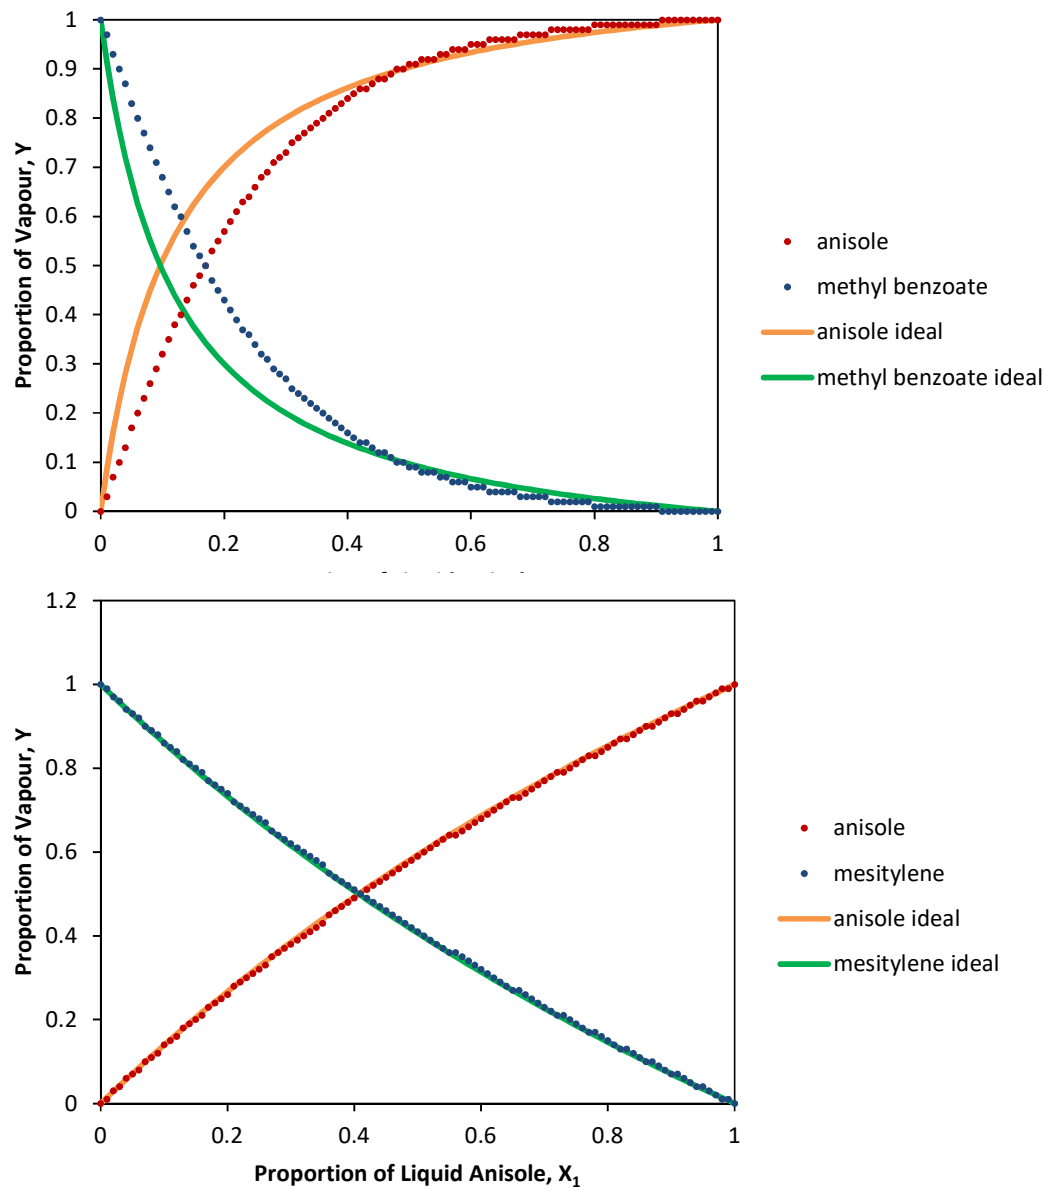 1
0.9
0.8
0.7
0.6
0.5
0.4
0.3
0.2
0.1
0
Proportion of Vapour, Y
0 0.2 0.4 0.6 0.8 1
anisole
methyl benzoate
anisole ideal
methyl benzoate ideal
1.2
1
0.8
0.6
0.4
0.2
0
Proportion of Vapour, Y
0 0.2 0.4 0.6 0.8 1
Proportion of Liquid Anisole, X1
anisole
mesitylene
anisole ideal
mesitylene ideal